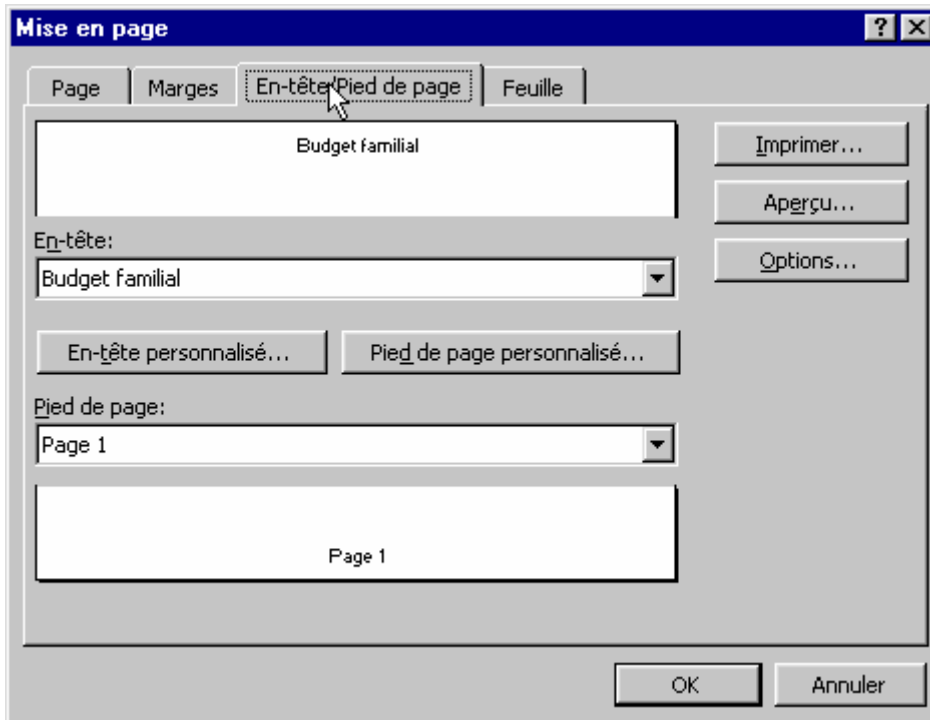 Mise en page
Page Marges En-tête/Pied de page Feuille
Budget familial
Imprimer...
Aperçu...
En-tête:
Options...
Budget familial
En-tête personnalisé... Pied de page personnalisé...
Pied de page:
Page 1
Page 1
OK Annuler